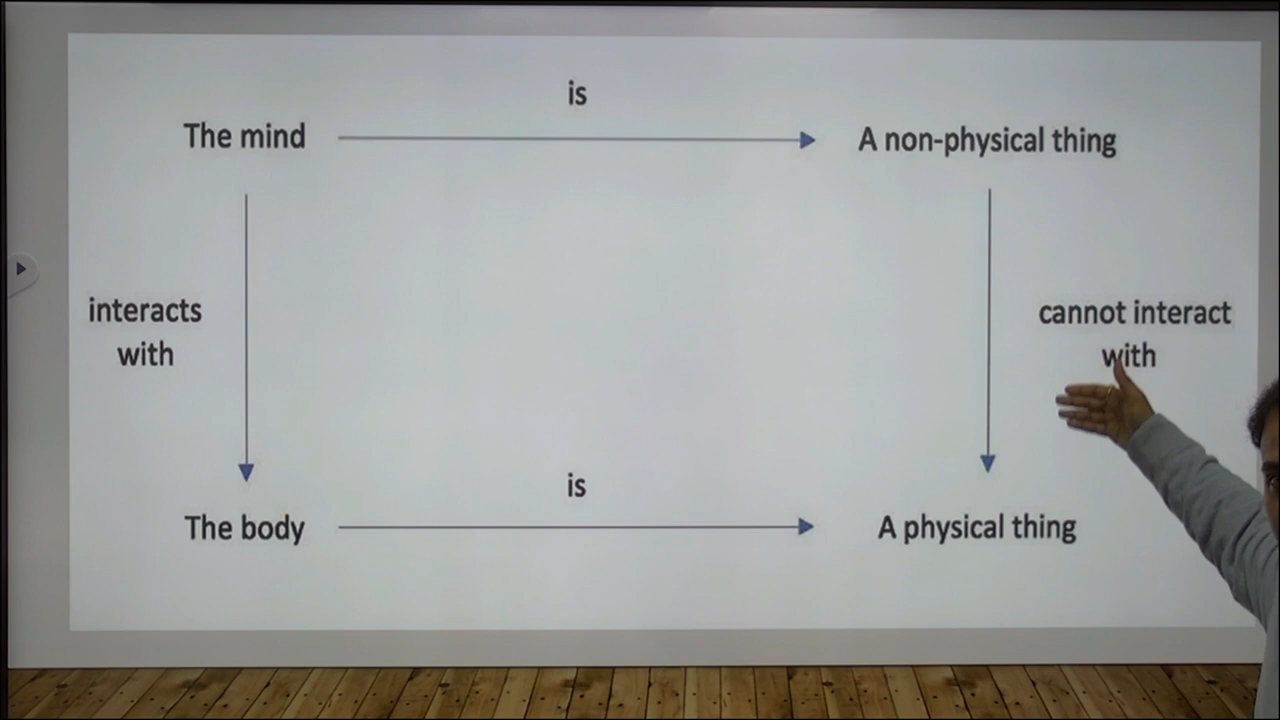 is
The mind
A non-physical thing
interacts
with
cannot interact
with
is
The body
A physical thing